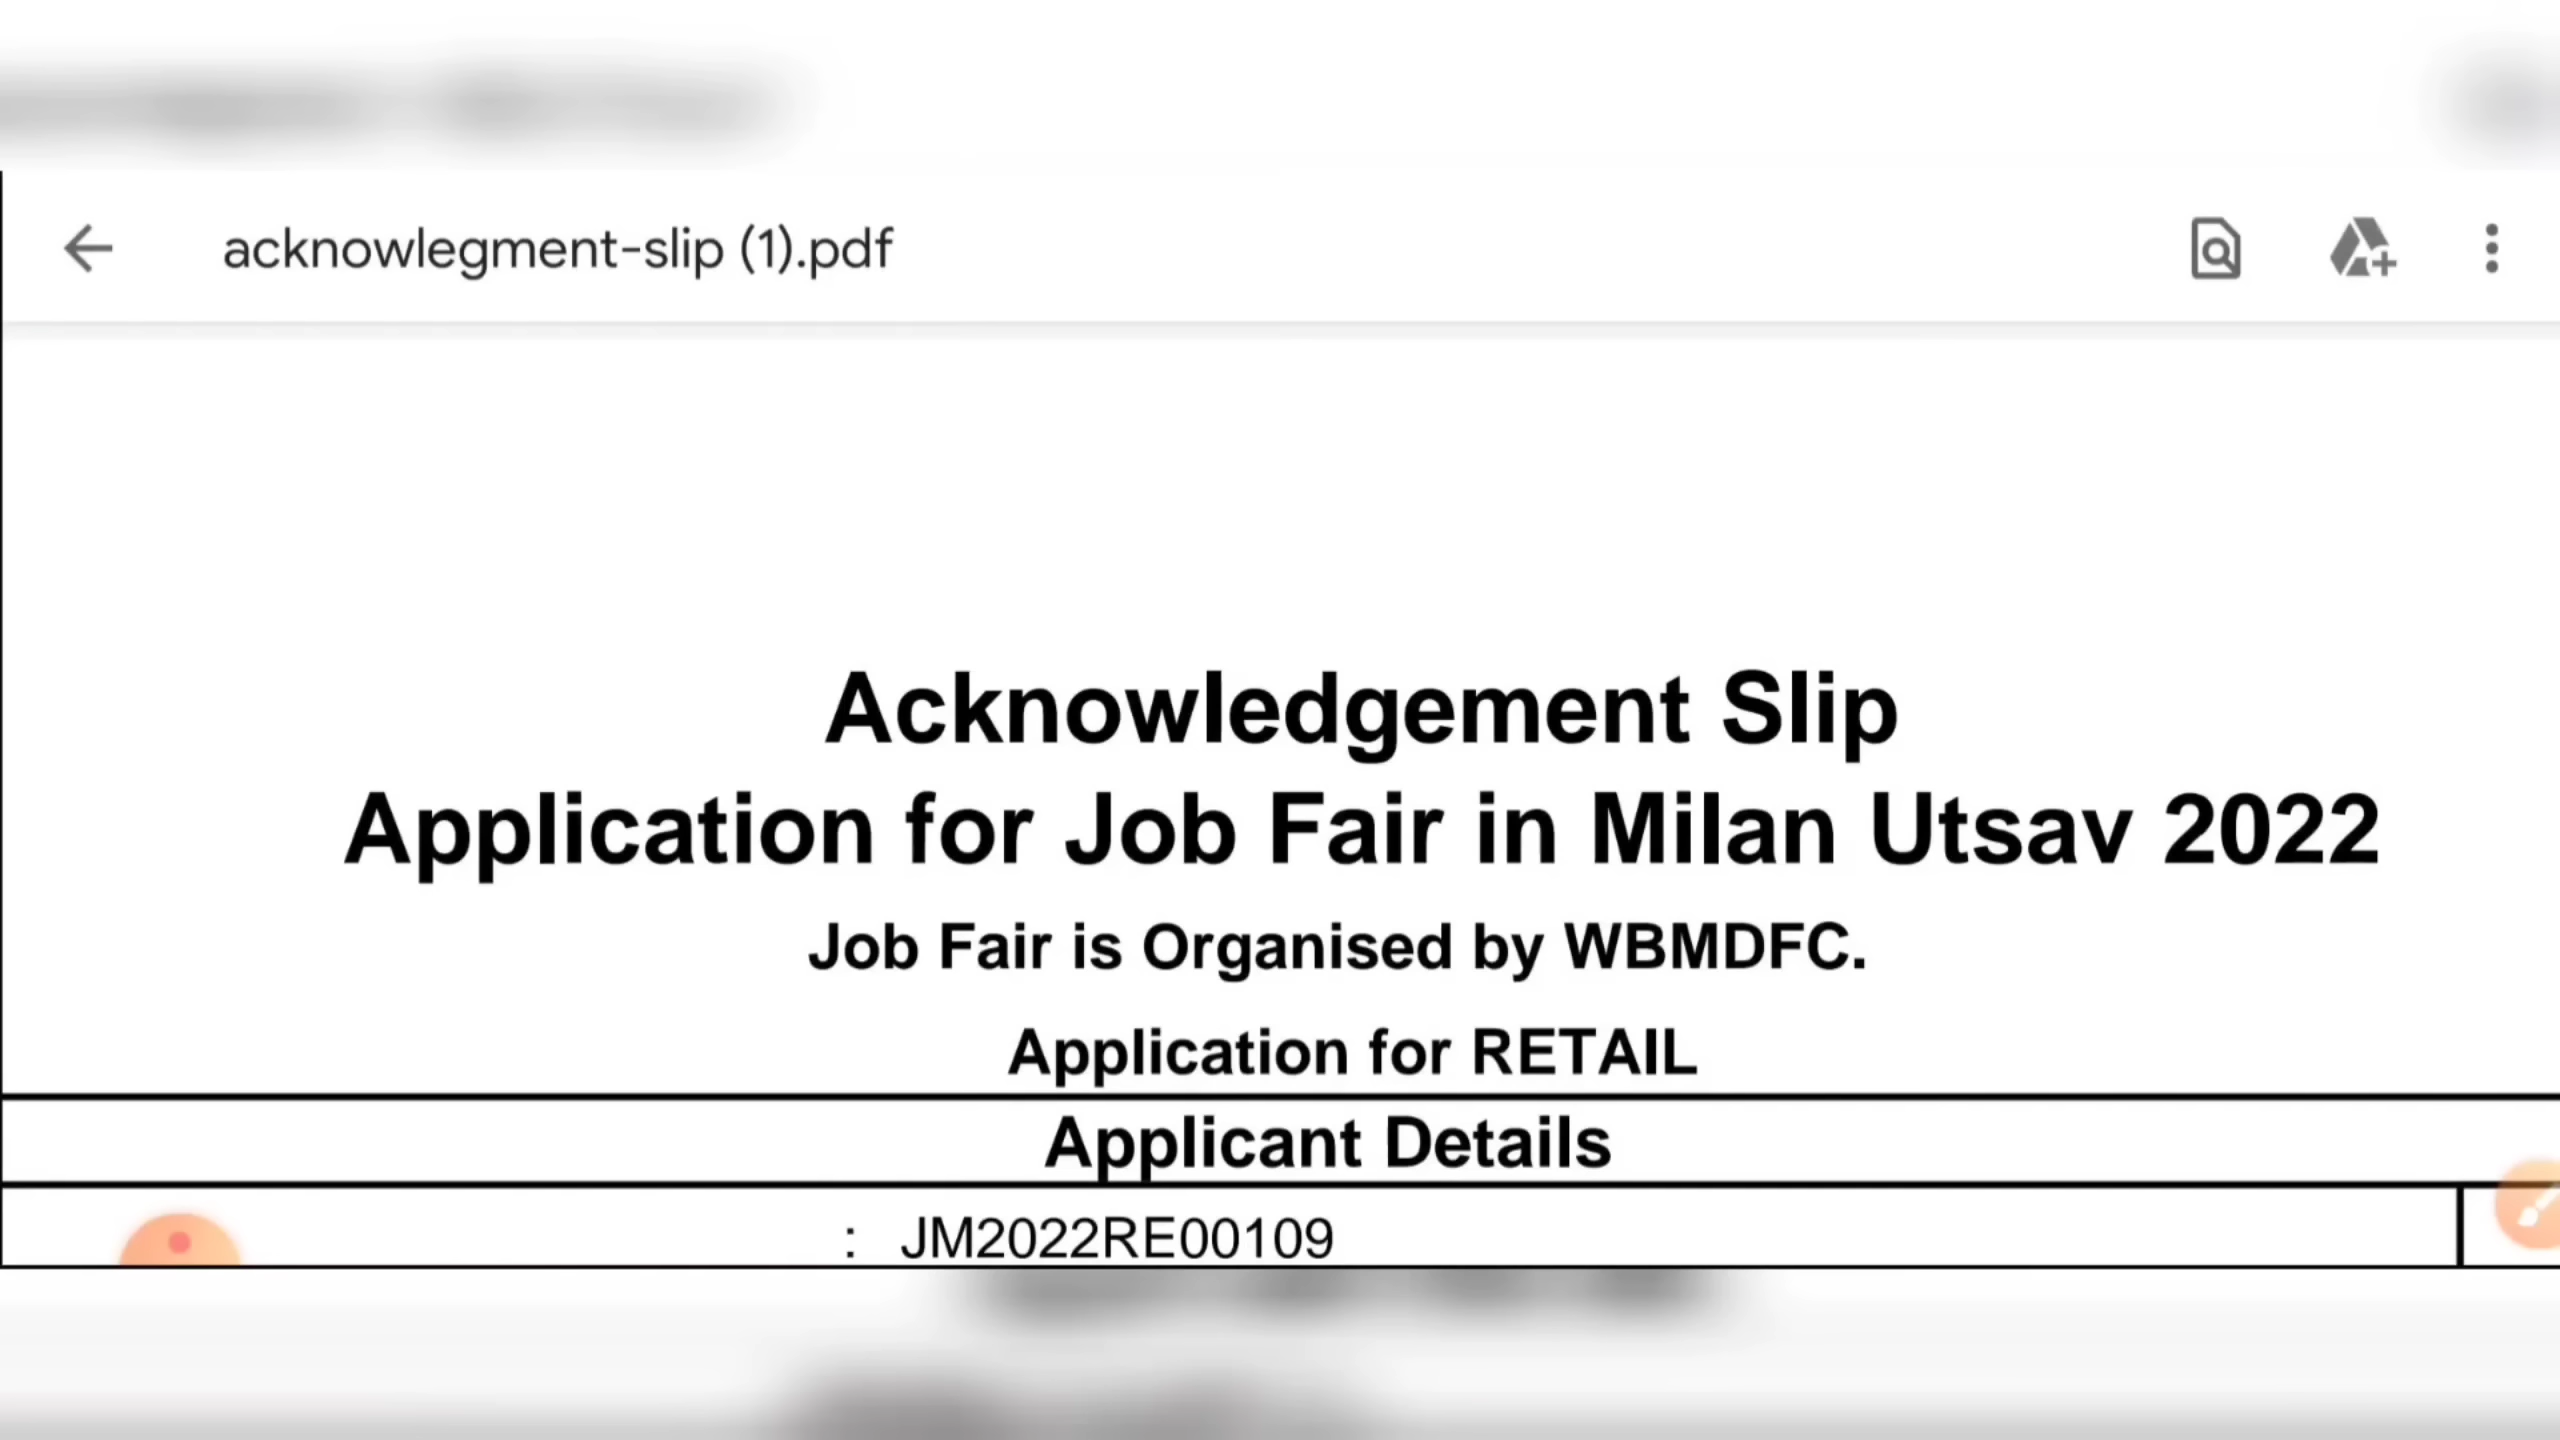 acknowlegment-slip (1).pdf
Acknowledgement Slip
Application for Job Fair in Milan Utsav 2022
Job Fair is Organised by WBMDFC.
Application for RETAIL
Applicant Details
: JM2022RE00109